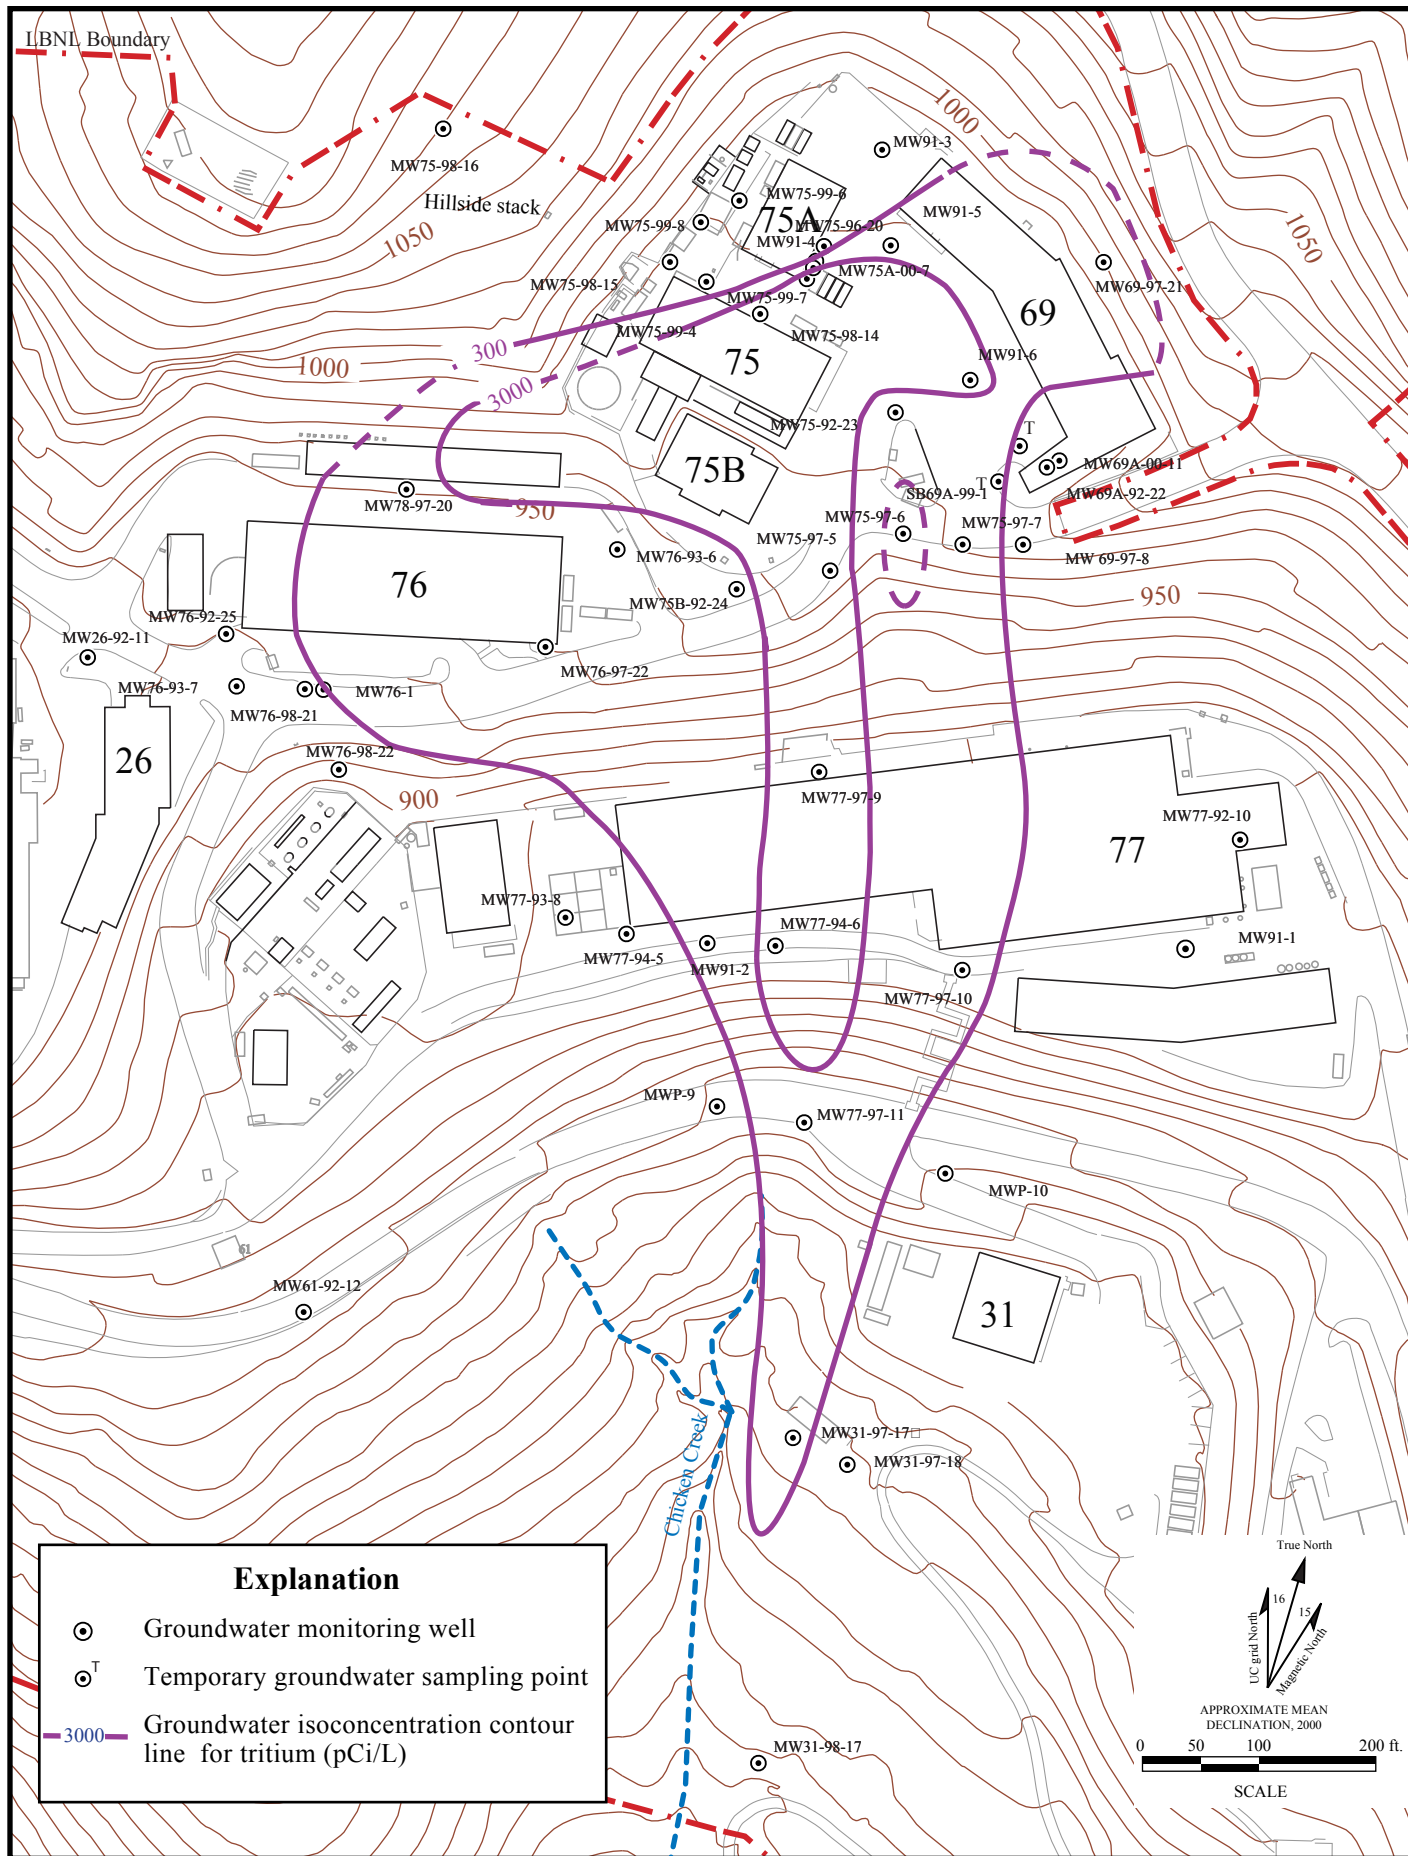 LBNL Boundary
1000
MW91-3
MW75-98-16
MW75-99-6
Hillside stack
75A
MW91-5
1050
MW75-99-8
MW75-96-20
1050
MW91-4
MW75A-00-7
MW75-98-15
MW69-97-21
MW75-99-7
69
MW75-99-4
MW75-98-14
300
75
MW91-6
1000
3000
MW75-92-23
T
75B
MW69A-00-11
MW78-97-20
950
T
SB69A-99-1
MW69A-92-22
MW75-97-6
MW75-97-7
MW75-97-5
MW76-93-6
MW 69-97-8
76
MW75B-92-24
950
MW76-92-25
MW26-92-11
MW76-97-22
MW76-93-7
MW76-1
MW76-98-21
26
MW76-98-22
900
MW77-97-9
MW77-92-10
77
MW77-93-8
MW77-94-6
MW77-94-5
MW91-2
MW91-1
MW77-97-10
MWP-9
MW77-97-11
MWP-10
61
MW61-92-12
31
Chicken Creek
MW31-97-17
MW31-97-18
Explanation
Groundwater monitoring well
T
Temporary groundwater sampling point
3000
Groundwater isoconcentration contour
line for tritium (pCi/L)
True North
16
15
UC grid North
Magnetic North
APPROXIMATE MEAN
DECLINATION, 2000
0 50 100 200 ft.
SCALE
MW31-98-17